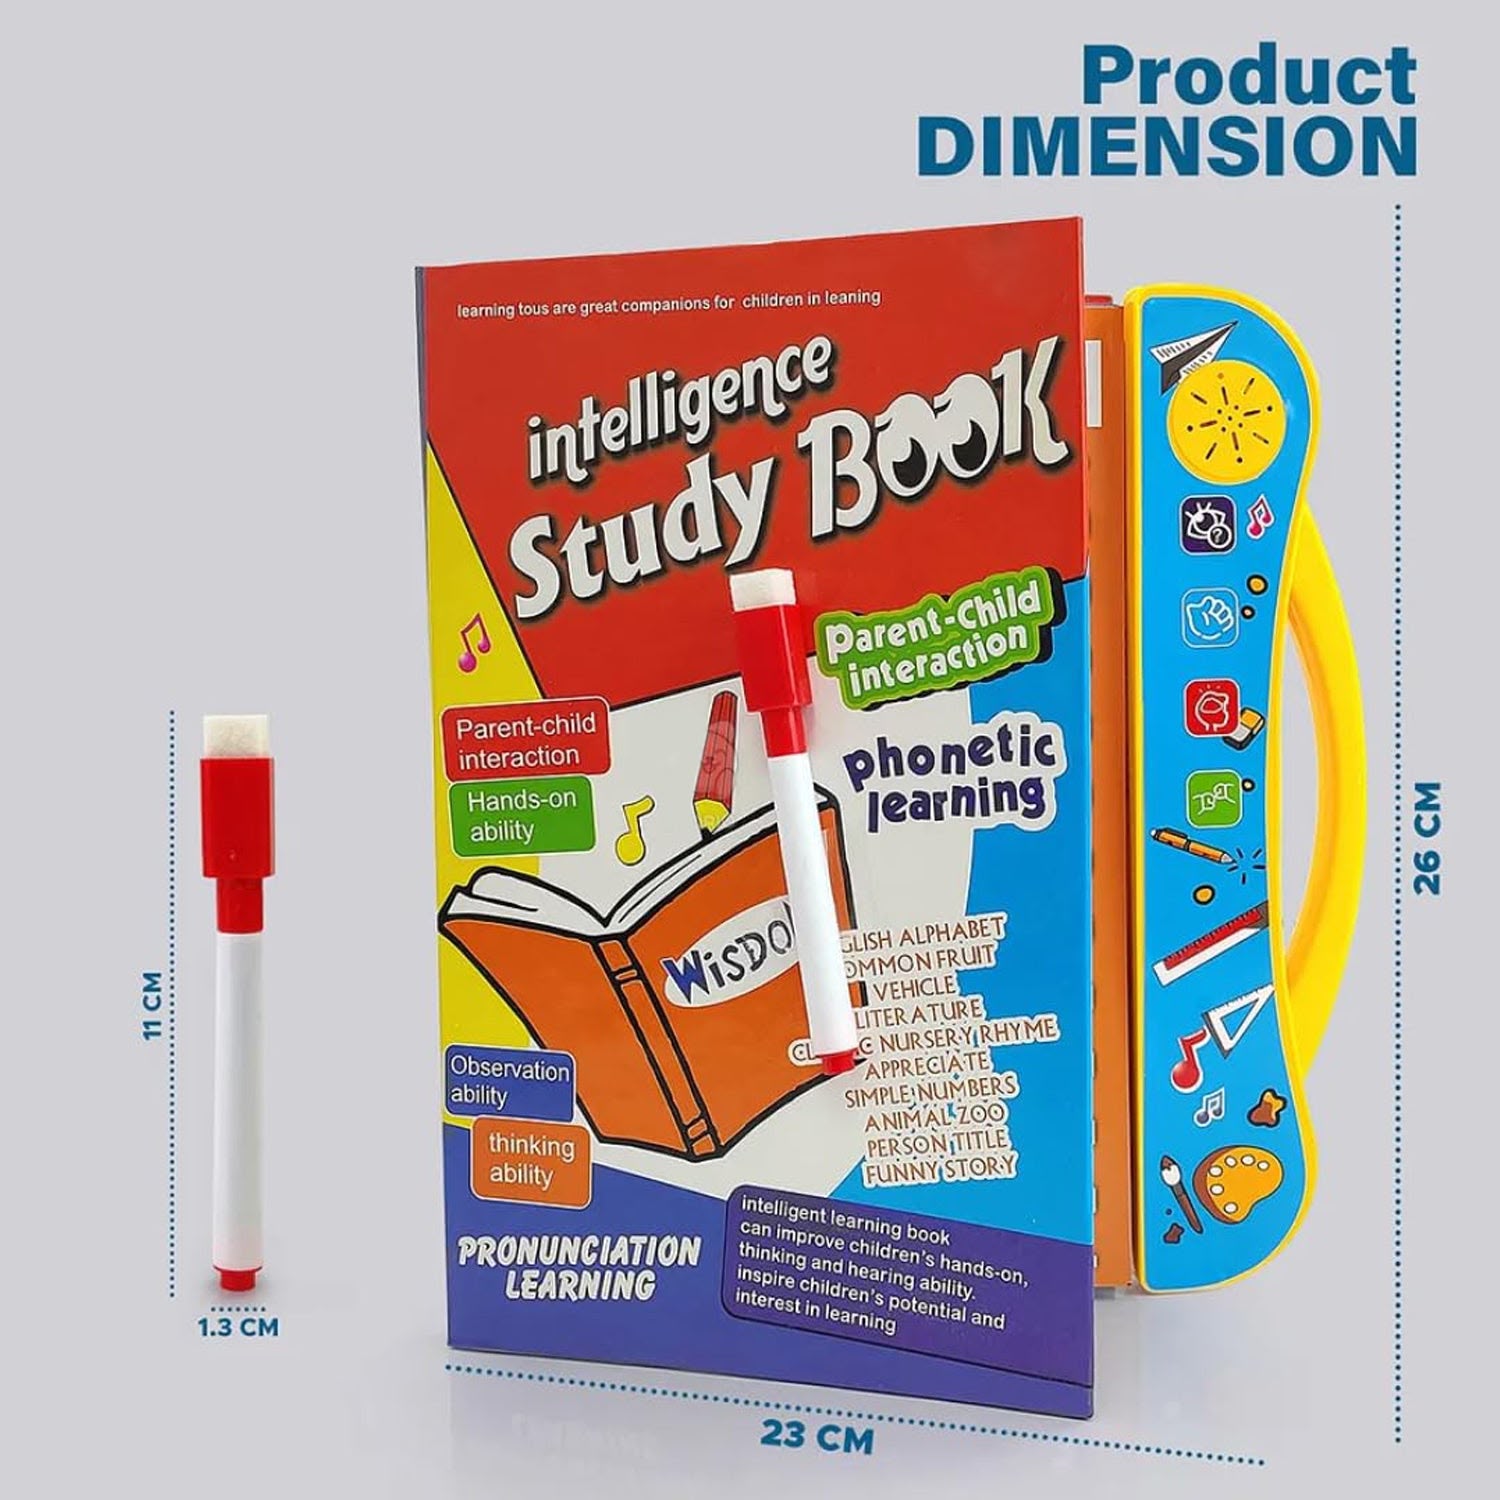 Product
DIMENSION
learning tous are great companions for children in leaning
intelligence
Study BOOK
Parent-Child
interaction
Parent-child
interaction
Hands-on
ability
phonetic
learning
WISDO
GLISH ALPHABET
OMMON FRUIT
VEHICLE
LITERATURE
NURSERY RHYME
APPRECIATE
SIMPLE NUMBERS
ANIMAL ZOO
PERSON TITLE
FUNNY STORY
Observation
ability
thinking
ability
PRONUNCIATION
LEARNING
intelligent learning book
can improve children's hands-on,
thinking and hearing ability.
inspire children's potential and
interest in learning
11 CM
1.3 CM
23 CM
26 CM